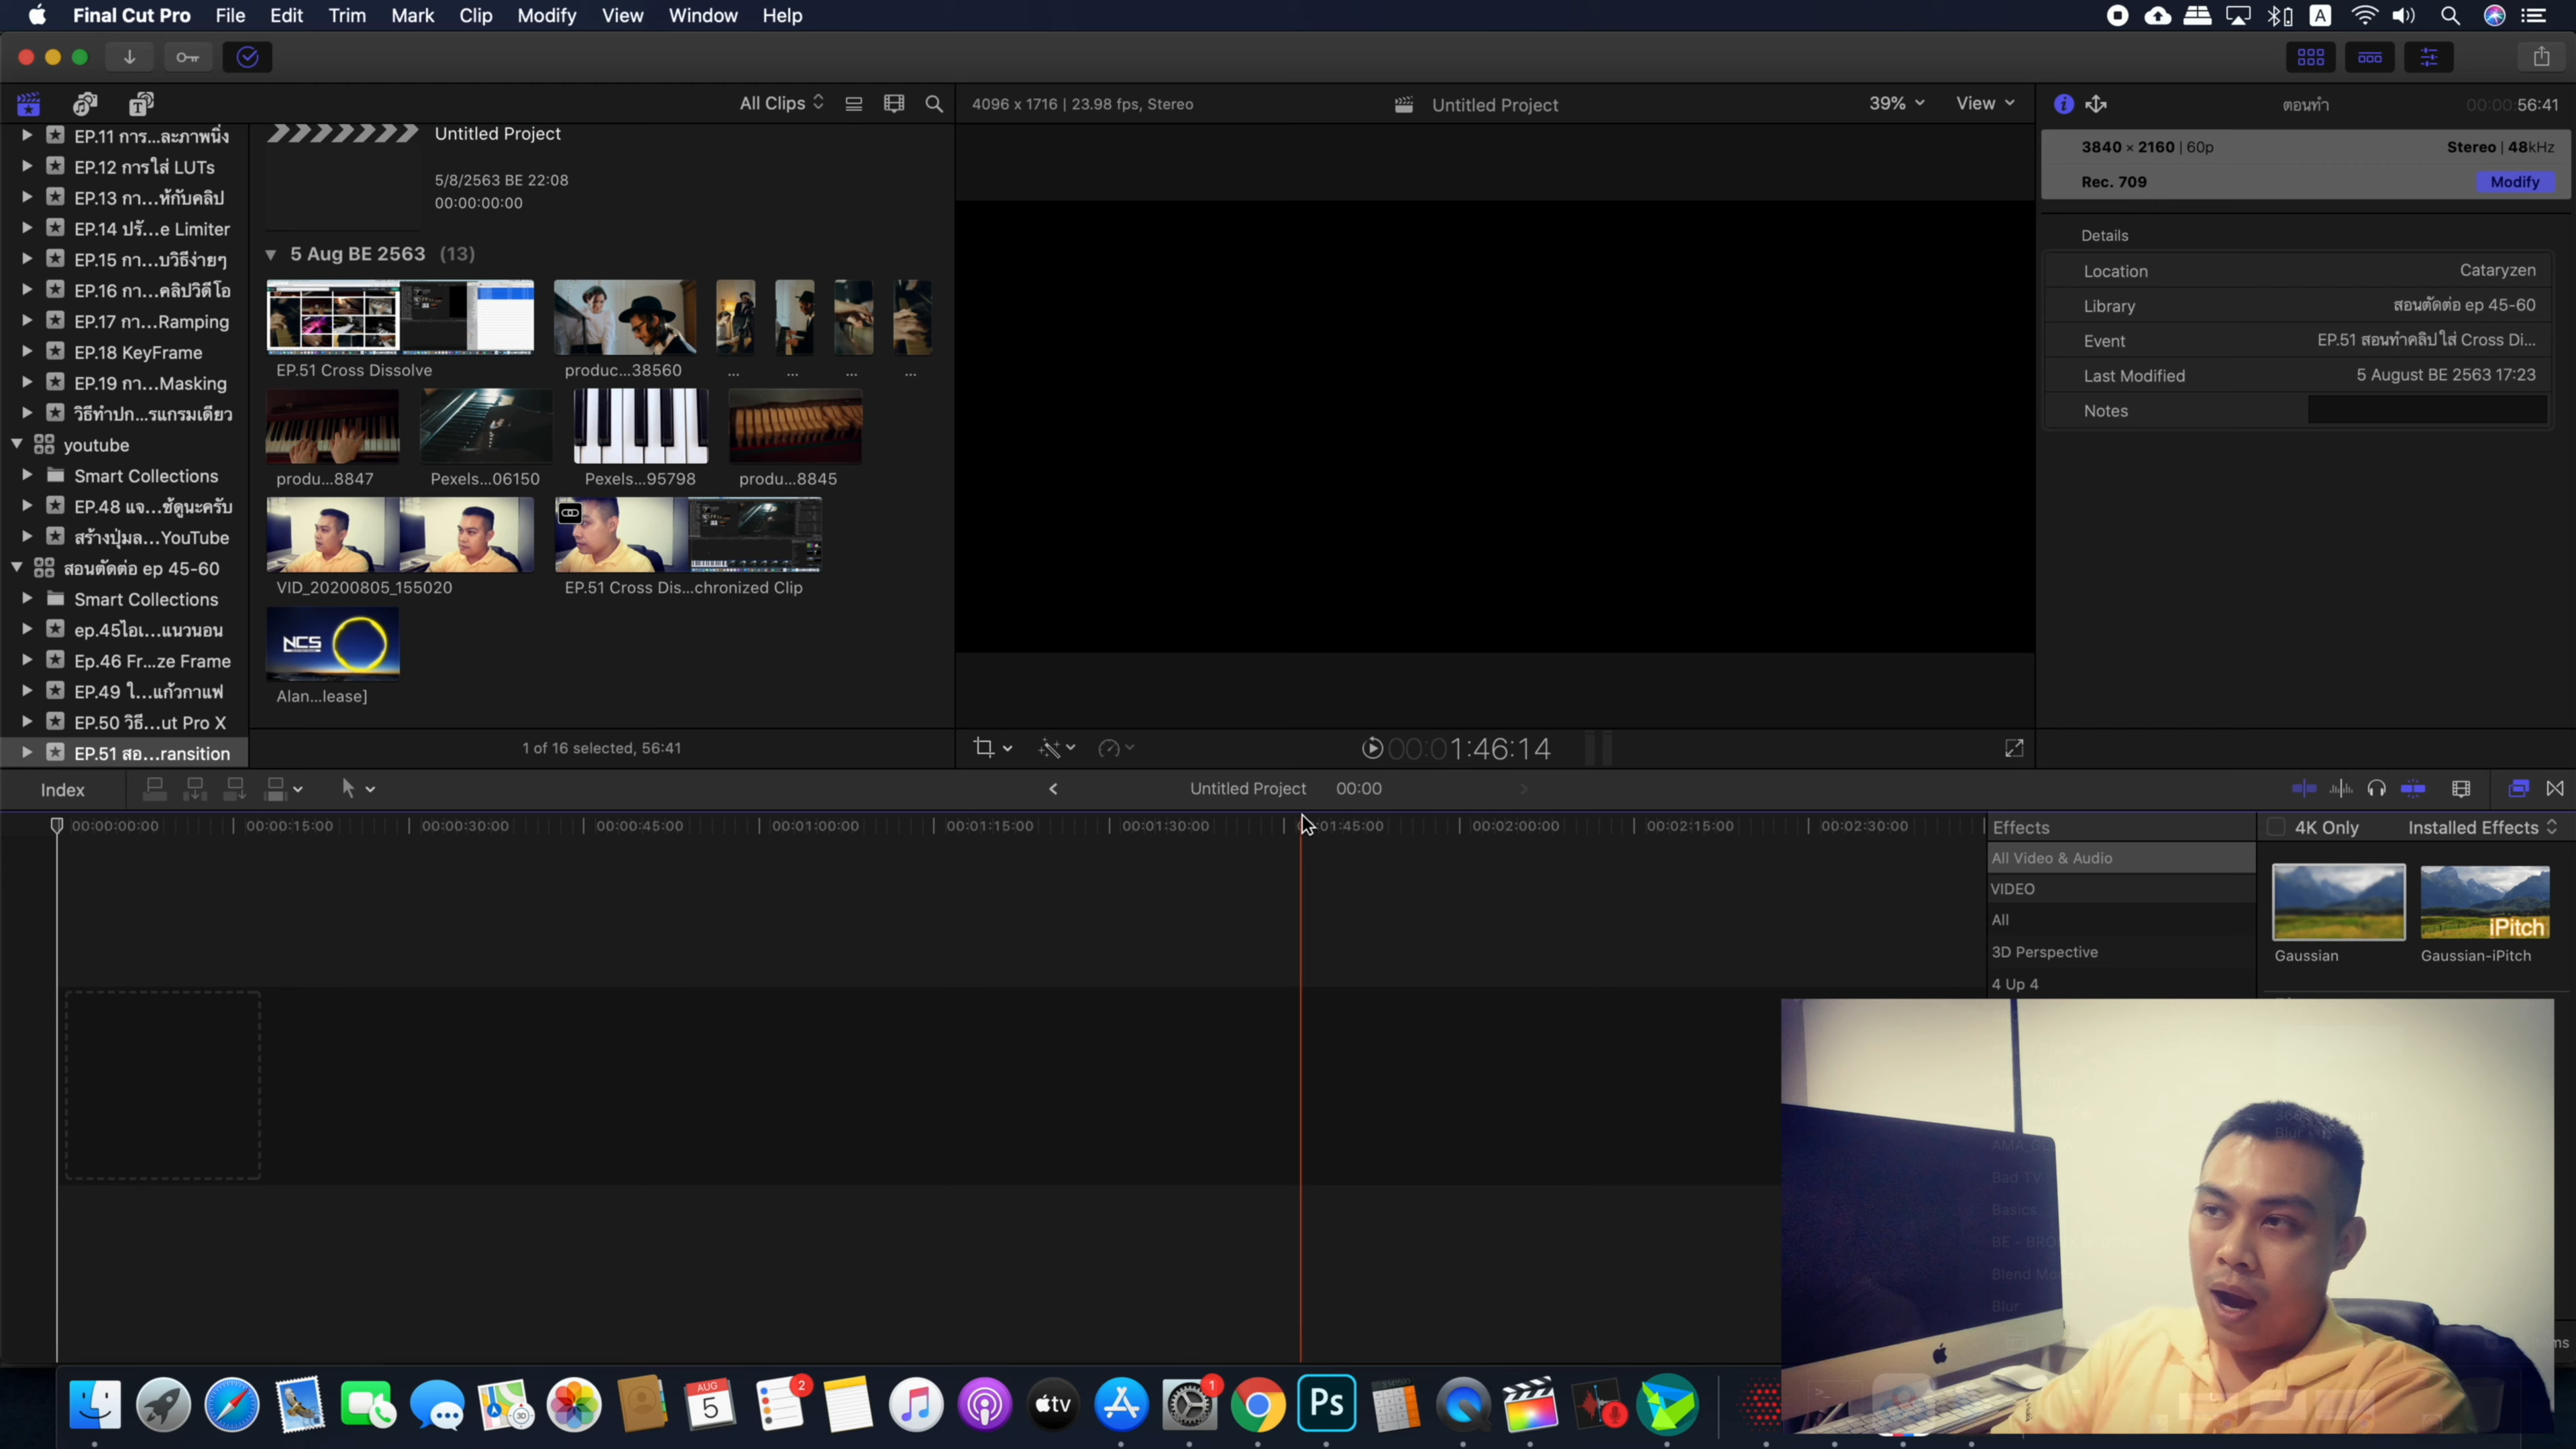 Final Cut Pro File Edit Trim Mark Clip Modify View Window Help
All Clips
4096 x 1716 | 23.98 fps, Stereo
Untitled Project
39%
View
ตอนทำ
00:00:56:41
EP.11 การ...ละภาพนิ่ง
EP.12 การใส่ LUTs
EP.13 กา...ห้กับคลิป
EP.14 ปรั...e Limiter
EP.15 กา...บวิธีง่ายๆ
EP.16 กา...คลิปวิดีโอ
EP.17 กา...Ramping
EP.18 KeyFrame
EP.19 กา...Masking
วิธีทำปก...รแกรมเดียว
youtube
Smart Collections
EP.48 แจ...ช้ดูนะครับ
สร้างปุ่มล...YouTube
สอนตัดต่อ ep 45-60
Smart Collections
ep.45ไอเ...แนวนอน
Ep.46 Fr...ze Frame
EP.49 ใ...แก้วกาแฟ
EP.50 วิธี...ut Pro X
EP.51 สอ...ransition
Untitled Project
5/8/2563 BE 22:08
00:00:00:00
5 Aug BE 2563 (13)
EP.51 Cross Dissolve
produc...38560
... ... ... ...
produ...8847
Pexels...06150
Pexels...95798
produ...8845
VID_20200805_155020
EP.51 Cross Dis...chronized Clip
NCS
Alan...lease]
1 of 16 selected, 56:41
00:01:46:14
3840 × 2160 | 60p
Stereo | 48kHz
Rec. 709
Modify
Details
Location Cataryzen
Library สอนตัดต่อ ep 45-60
Event EP.51 สอนทำคลิป ใส่ Cross Di...
Last Modified 5 August BE 2563 17:23
Notes
Index
Untitled Project 00:00
00:00:00:00 00:00:15:00 00:00:30:00 00:00:45:00 00:01:00:00 00:01:15:00 00:01:30:00 00:01:45:00 00:02:00:00 00:02:15:00 00:02:30:00
Effects
4K Only
Installed Effects
All Video & Audio
VIDEO
All
3D Perspective
4 Up 4
Gaussian
iPitch
Gaussian-iPitch
Bad TV
Basics
Blur
Blur
AUG
5
2
tv
1
Ps